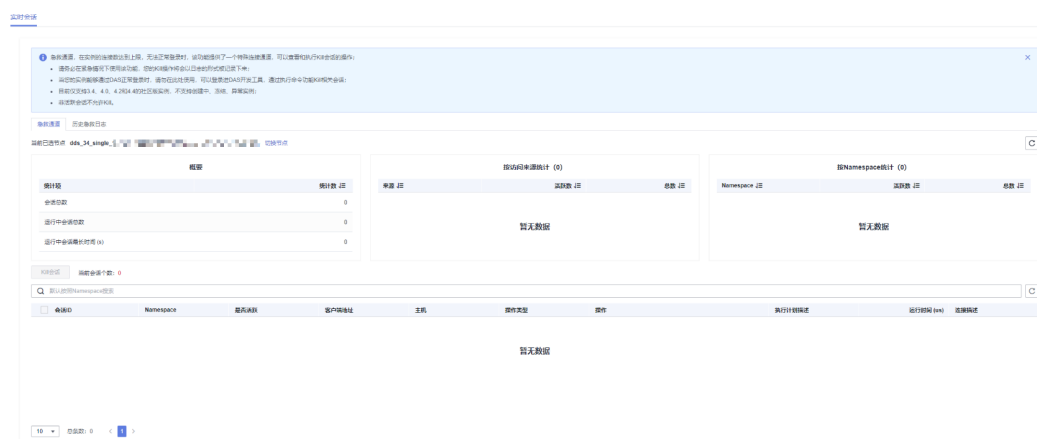 实时会话
急救通道，在实例的连接数达到上限，无法正常登录时，该功能提供了一个特殊连接通道，可以查看和执行Kill会话的操作：
请务必在紧急情况下使用该功能，您的Kill操作将会以日志的形式被记录下来；
当您的实例能够通过DAS正常登录时，请勿在此处使用，可以登录进DAS开发工具，通过执行命令功能Kill相关会话；
目前仅支持3.4、4.0、4.2和4.4的社区版实例，不支持创建中、冻结、异常实例；
非活跃会话不允许Kill。
急救通道 历史急救日志
当前已选节点 dds_34_single_ 切换节点
概要 按访问来源统计 (0) 按Namespace统计 (0)
统计段 统计数 来源 活跃数 总数 Namespace 活跃数 总数
会话总数 0
运行中会话总数 0
暂无数据 暂无数据
运行中会话最长时间 (s) 0
Kill会话 当前会话个数：0
默认按照Namespace搜索
会话ID Namespace 是否活跃 客户端地址 主机 操作类型 操作 执行计划描述 运行时间 (us) 连接描述
暂无数据
10 总条数：0 < 1 >